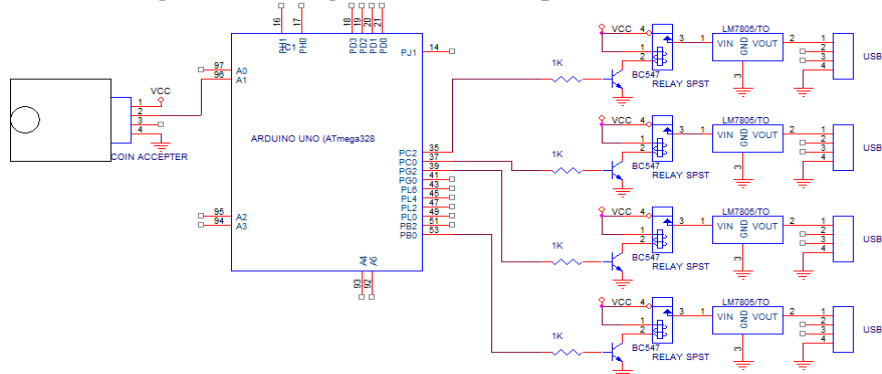 16
17
18
19
20
21
PH1
PH0
PD3
PD2
PD1
PD0
PJ1
14
97
96
A0
A1
VCC
1
2
3
4
COIN ACCEPTER
ARDUINO UNO (ATmega328
PC2
PC0
PG2
PG0
PL6
PL4
PL2
PL0
PB2
PB0
35
37
39
41
43
45
47
49
51
53
95
94
A2
A3
A4
A6
93
92
1K
VCC
4
1
2
3
BC547
RELAY SPST
LM7805/TO
1
VIN
GND
VOUT
2
3
1
2
3
4
USB
1K
VCC
4
1
2
3
BC547
RELAY SPST
LM7805/TO
1
VIN
GND
VOUT
2
3
1
2
3
4
USB
1K
VCC
4
1
2
3
BC547
RELAY SPST
LM7805/TO
1
VIN
GND
VOUT
2
3
1
2
3
4
USB
1K
VCC
4
1
2
3
BC547
RELAY SPST
LM7805/TO
1
VIN
GND
VOUT
2
3
1
2
3
4
USB